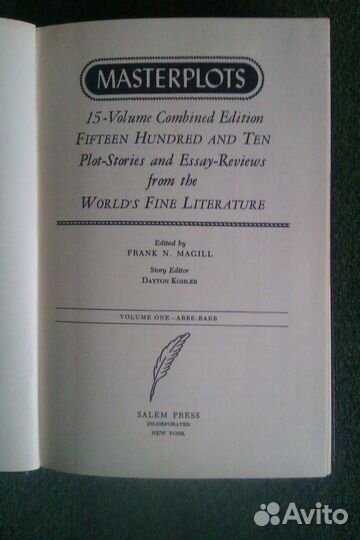 MASTERPLOTS
15-Volume Combined Edition
FIFTEEN HUNDRED AND TEN
Plot-Stories and Essay-Reviews
from the
WORLD'S FINE LITERATURE
Edited by
FRANK N. MAGILL
Story Editor
DAYTON KOHLER
VOLUME ONE—ABBE-BARB
SALEM PRESS
INCORPORATED
NEW YORK
Avito